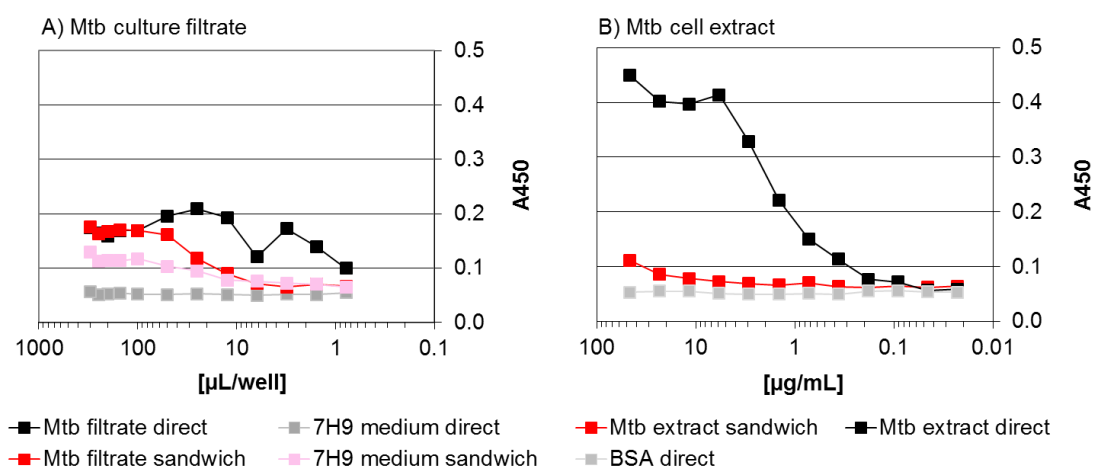 A) Mtb culture filtrate
0.5
0.4
0.3
0.2
0.1
0.0
A450
1000 100 10 1 0.1
[µL/well]
Mtb filtrate direct 7H9 medium direct
Mtb filtrate sandwich 7H9 medium sandwich
B) Mtb cell extract
0.5
0.4
0.3
0.2
0.1
0.0
A450
100 10 1 0.1 0.01
[µg/mL]
Mtb extract sandwich Mtb extract direct
BSA direct